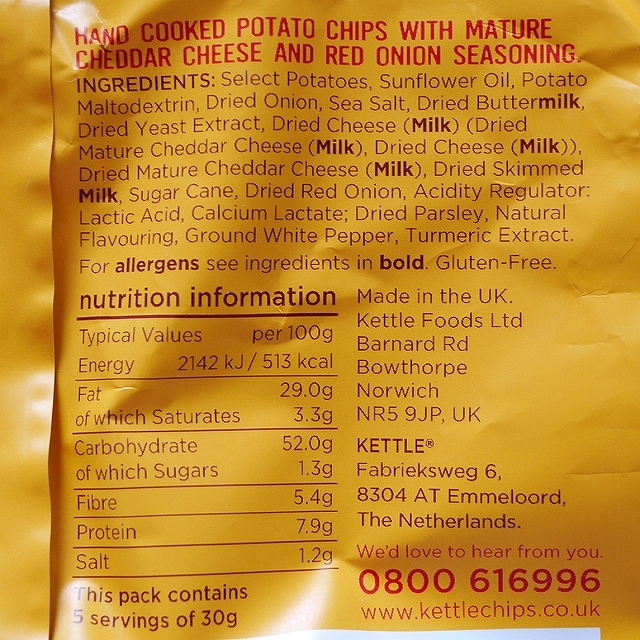 HAND COOKED POTATO CHIPS WITH MATURE
CHEDDAR CHEESE AND RED ONION SEASONING.
INGREDIENTS: Select Potatoes, Sunflower Oil, Potato
Maltodextrin, Dried Onion, Sea Salt, Dried Buttermilk,
Dried Yeast Extract, Dried Cheese (Milk) (Dried
Mature Cheddar Cheese (Milk), Dried Cheese (Milk)),
Dried Mature Cheddar Cheese (Milk), Dried Skimmed
Milk, Sugar Cane, Dried Red Onion, Acidity Regulator:
Lactic Acid, Calcium Lactate; Dried Parsley, Natural
Flavouring, Ground White Pepper, Turmeric Extract.
For allergens see ingredients in bold. Gluten-Free.
nutrition information
Typical Values per 100g
Energy 2142 kJ / 513 kcal
Fat 29.0g
of which Saturates 3.3g
Carbohydrate 52.0g
of which Sugars 1.3g
Fibre 5.4g
Protein 7.9g
Salt 1.2g
This pack contains
5 servings of 30g
Made in the UK.
Kettle Foods Ltd
Barnard Rd
Bowthorpe
Norwich
NR5 9JP, UK
KETTLE®
Fabrieksweg 6,
8304 AT Emmeloord,
The Netherlands.
We'd love to hear from you.
0800 616996
www.kettlechips.co.uk